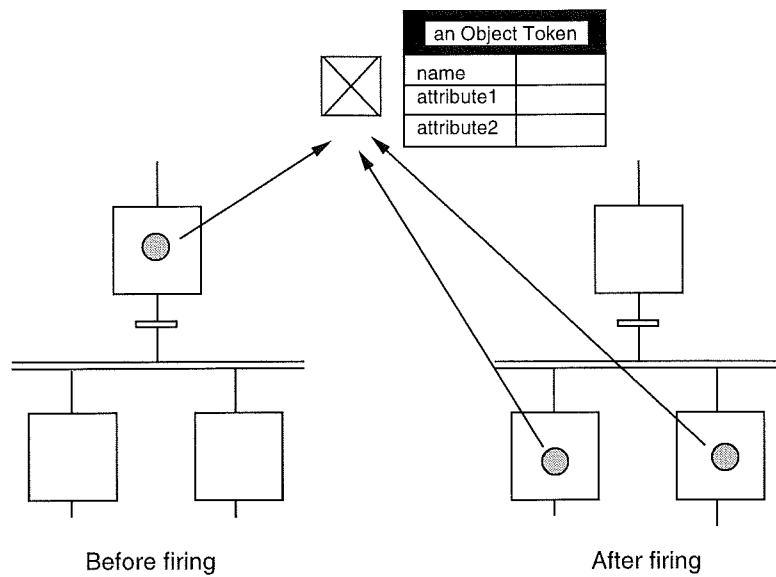 an Object Token
name
attribute1
attribute2
Before firing
After firing